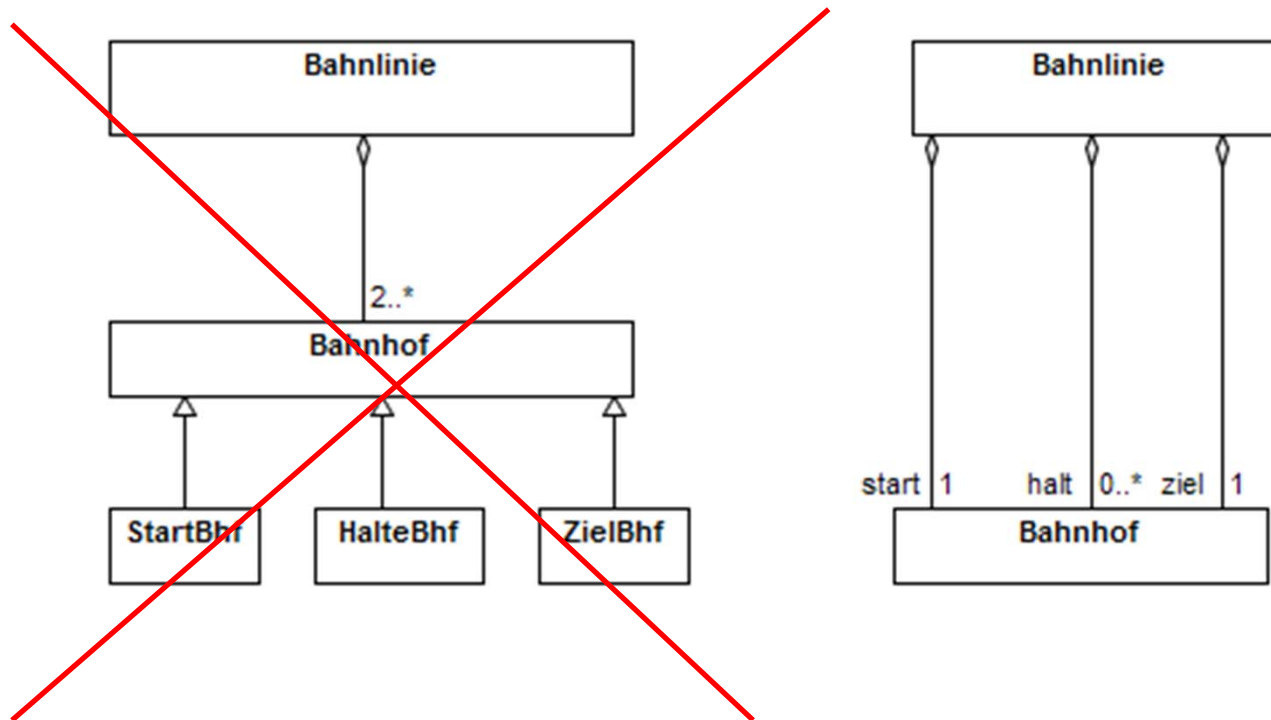 Bahnlinie
2..*
Bahnhof
StartBhf
HalteBhf
ZielBhf
Bahnlinie
start 1
halt 0..*
ziel 1
Bahnhof